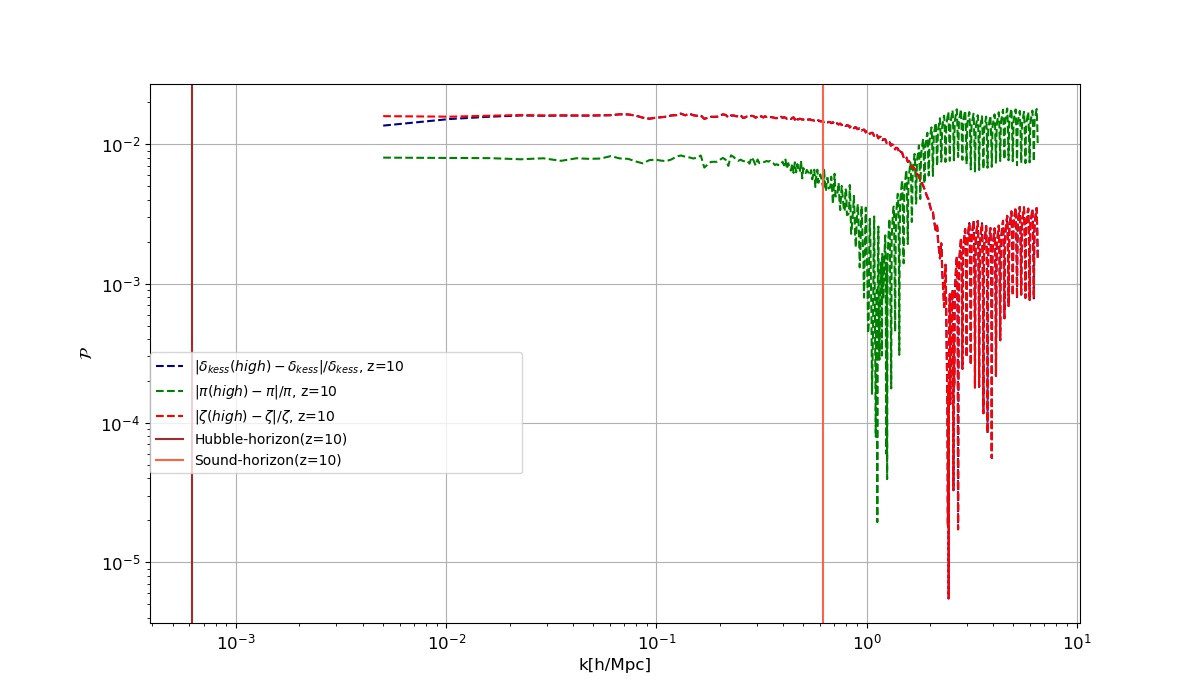 10⁻²
10⁻³
10⁻⁴
10⁻⁵
𝒫
|δ_kess(high) − δ_kess|/δ_kess, z=10
|π(high) − π|/π, z=10
|ζ(high) − ζ|/ζ, z=10
Hubble-horizon(z=10)
Sound-horizon(z=10)
10⁻³ 10⁻² 10⁻¹ 10⁰ 10¹
k[h/Mpc]